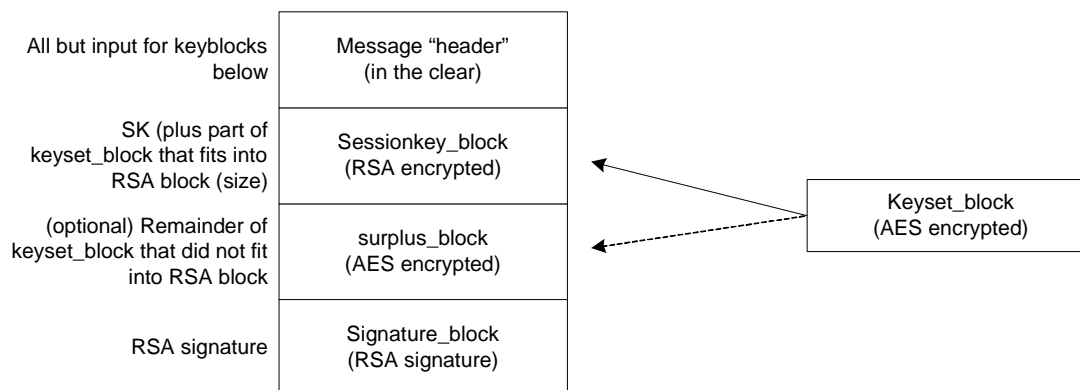 All but input for keyblocks
below
Message “header”
(in the clear)
SK (plus part of
keyset_block that fits into
RSA block (size)
Sessionkey_block
(RSA encrypted)
(optional) Remainder of
keyset_block that did not fit
into RSA block
surplus_block
(AES encrypted)
Keyset_block
(AES encrypted)
RSA signature
Signature_block
(RSA signature)